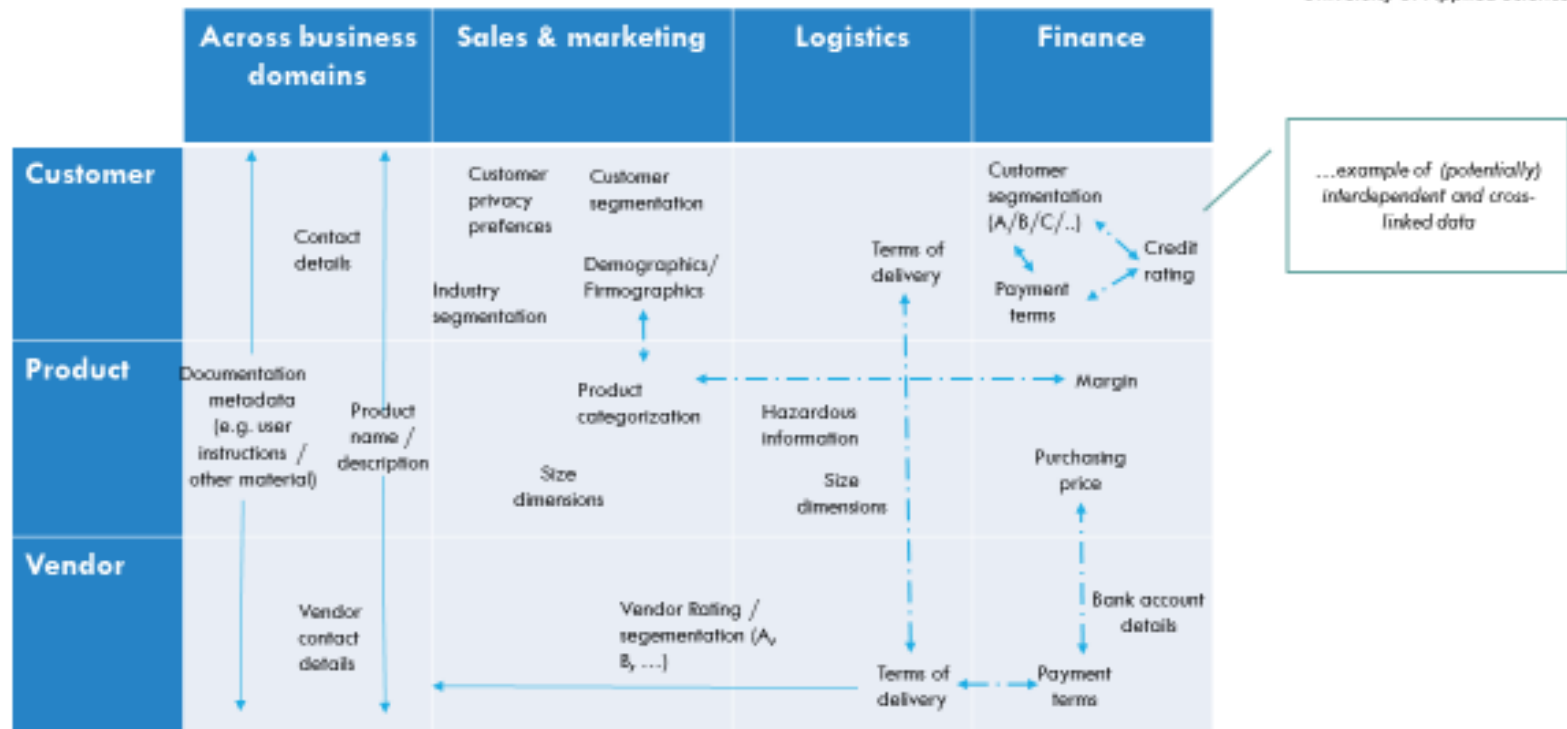 Across business
domains
Sales & marketing
Logistics
Finance
Customer
Contact
details
Customer
privacy
prefences
Customer
segmentation
Industry
segmentation
Demographics/
Firmographics
Terms of
delivery
Customer
segmentation
(A/B/C/..)
Credit
rating
Payment
terms
...example of (potentially)
interdependent and cross-
linked data
Product
Documentation
metadata
(e.g. user
instructions /
other material)
Product
name /
description
Product
categorization
Size
dimensions
Hazardous
information
Size
dimensions
Margin
Purchasing
price
Vendor
Vendor
contact
details
Vendor Rating /
segementation (A,
B, ...)
Terms of
delivery
Bank account
details
Payment
terms